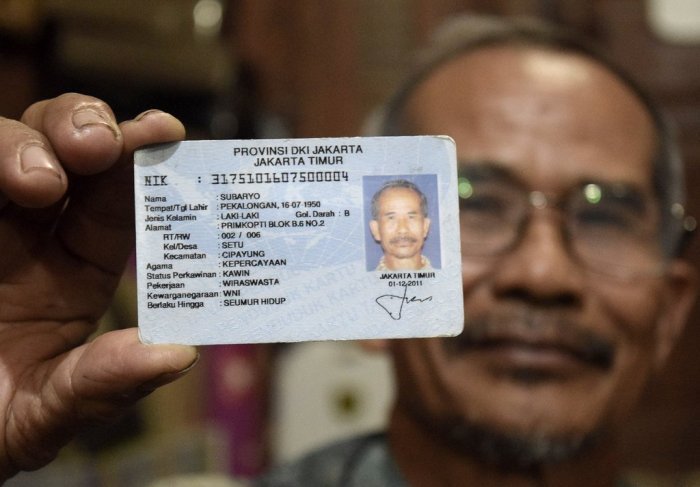 PROVINSI DKI JAKARTA
JAKARTA TIMUR
NIK : 3175101607500004
Nama : SUBARYO
Tempat/Tgl Lahir : PEKALONGAN, 16-07 1950
Jenis Kelamin : LAKI-LAKI Gol. Darah : B
Alamat : PRIMKOPTI BLOK B.6 NO.2
RT/RW : 002 / 006
Kel/Desa : SETU
Kecamatan : CIPAYUNG
Agama : KEPERCAYAAN
Status Perkawinan : KAWIN
Pekerjaan : WIRASWASTA
Kewarganegaraan : WNI
Berlaku Hingga : SEUMUR HIDUP
JAKARTA TIMUR
01-12-2011